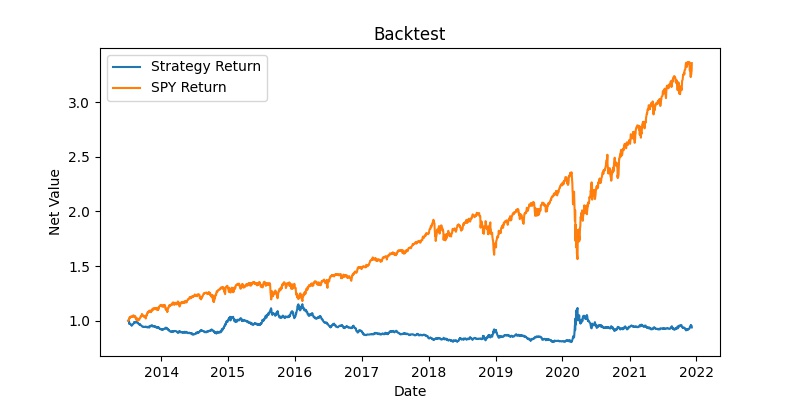 Backtest
Strategy Return
SPY Return
3.0
2.5
2.0
1.5
1.0
Net Value
2014 2015 2016 2017 2018 2019 2020 2021 2022
Date